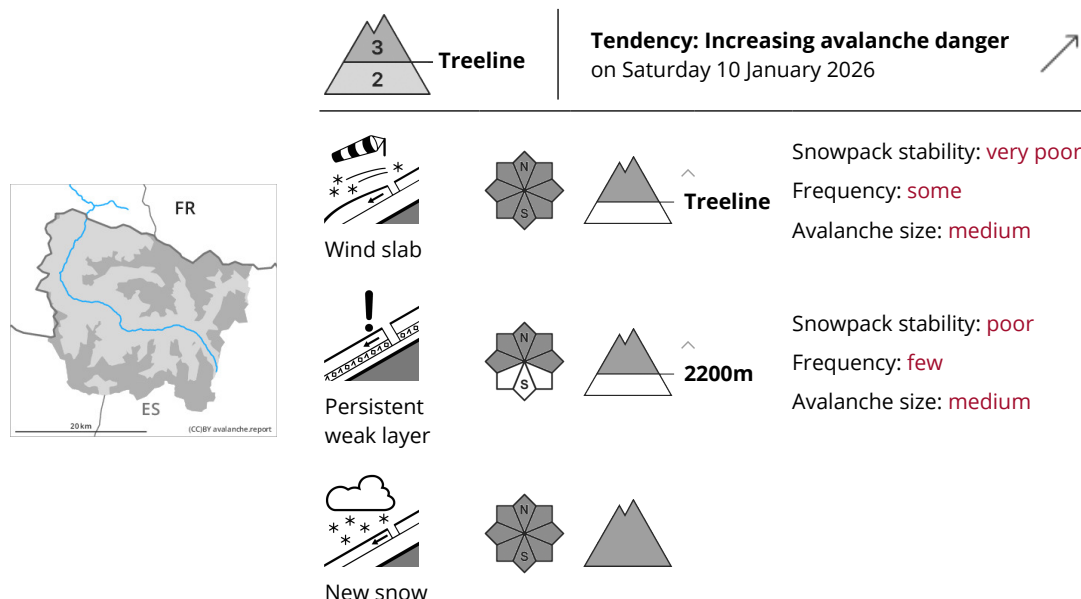 3
2
Treeline
Tendency: Increasing avalanche danger
on Saturday 10 January 2026
FR
ES
20 km
(CC)BY avalanche.report
N
S
Treeline
Snowpack stability: very poor
Frequency: some
Avalanche size: medium
Wind slab
N
S
2200m
Snowpack stability: poor
Frequency: few
Avalanche size: medium
Persistent
weak layer
N
S
New snow